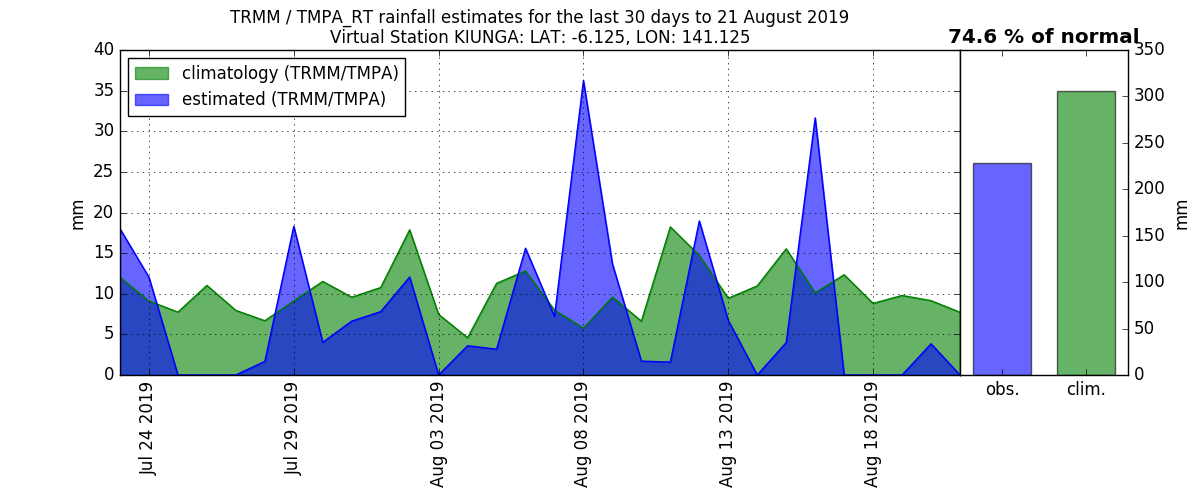 TRMM / TMPA_RT rainfall estimates for the last 30 days to 21 August 2019
Virtual Station KIUNGA: LAT: -6.125, LON: 141.125
74.6 % of normal
climatology (TRMM/TMPA)
estimated (TRMM/TMPA)
mm
40
35
30
25
20
15
10
5
0
Jul 24 2019
Jul 29 2019
Aug 03 2019
Aug 08 2019
Aug 13 2019
Aug 18 2019
obs.
clim.
350
300
250
200
150
100
50
0
mm